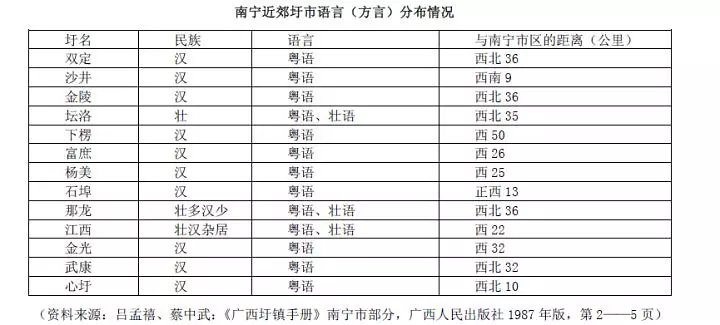 南宁近郊圩市语言（方言）分布情况
圩名 民族 语言 与南宁市区的距离（公里）
双定 汉 粤语 西北 36
沙井 汉 粤语 西南 9
金陵 汉 粤语 西北 36
坛洛 壮 粤语、壮语 西北 35
下楞 汉 粤语 西 50
富庶 汉 粤语 西 26
杨美 汉 粤语 西 25
石埠 汉 粤语 正西 13
那龙 壮多汉少 粤语、壮语 西北 36
江西 壮汉杂居 粤语、壮语 西 22
金光 汉 粤语 西 32
武康 汉 粤语 西北 32
心圩 汉 粤语 西北 10
（资料来源：吕孟禧、蔡中武：《广西圩镇手册》南宁市部分，广西人民出版社 1987 年版，第 2——5 页）